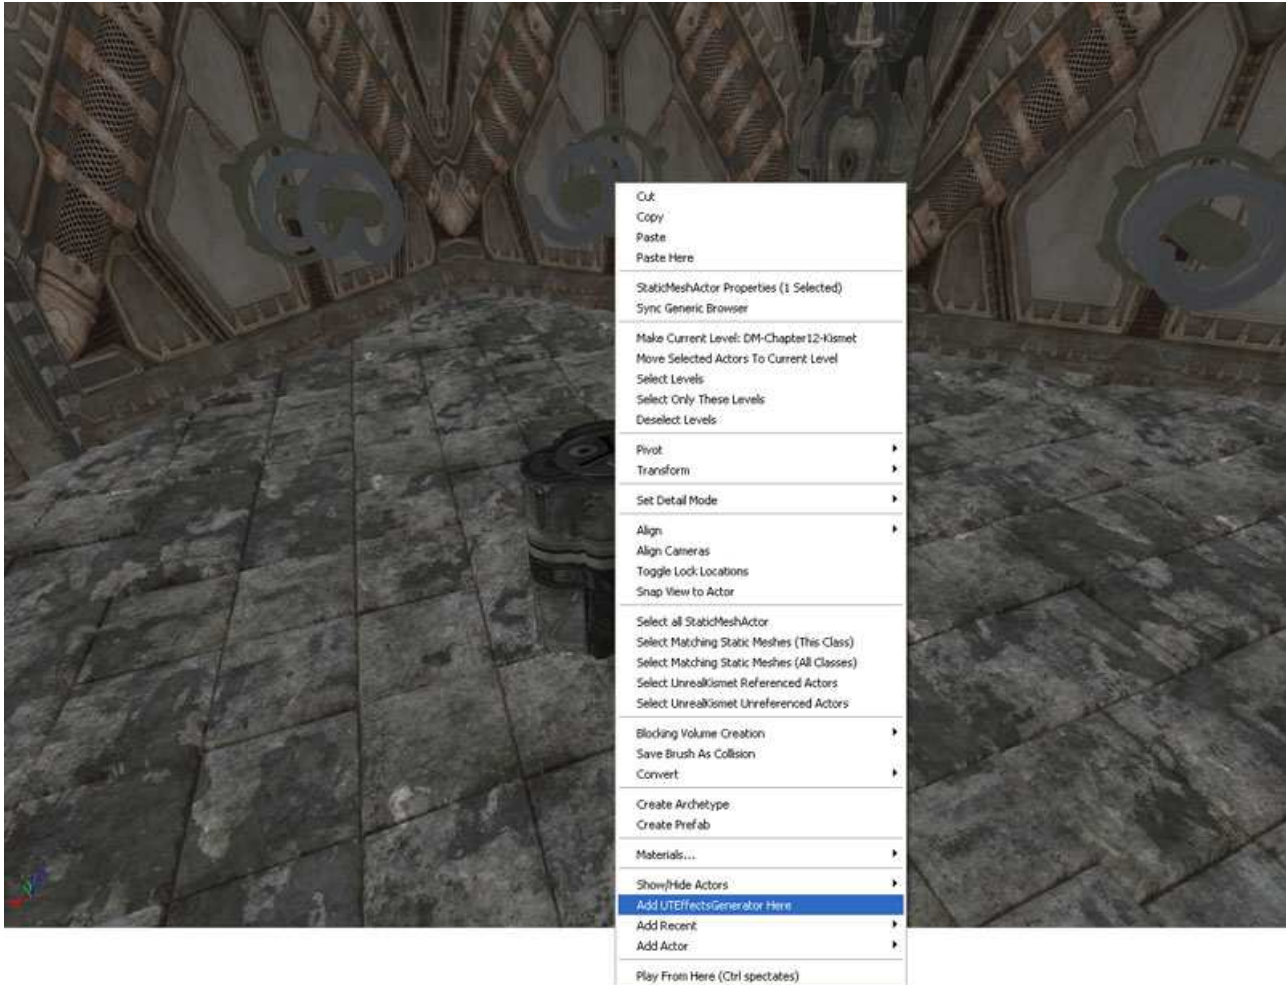 Cut
Copy
Paste
Paste Here
StaticMeshActor Properties (1 Selected)
Sync Generic Browser
Make Current Level: DM-Chapter12-Kismet
Move Selected Actors To Current Level
Select Levels
Select Only These Levels
Deselect Levels
Pivot
Transform
Set Detail Mode
Align
Align Cameras
Toggle Lock Locations
Snap View to Actor
Select all StaticMeshActor
Select Matching Static Meshes (This Class)
Select Matching Static Meshes (All Classes)
Select UnrealKismet Referenced Actors
Select UnrealKismet Unreferenced Actors
Blocking Volume Creation
Save Brush As Collision
Convert
Create Archetype
Create Prefab
Materials...
Show/Hide Actors
Add UTEffectsGenerator Here
Add Recent
Add Actor
Play From Here (Ctrl spectates)